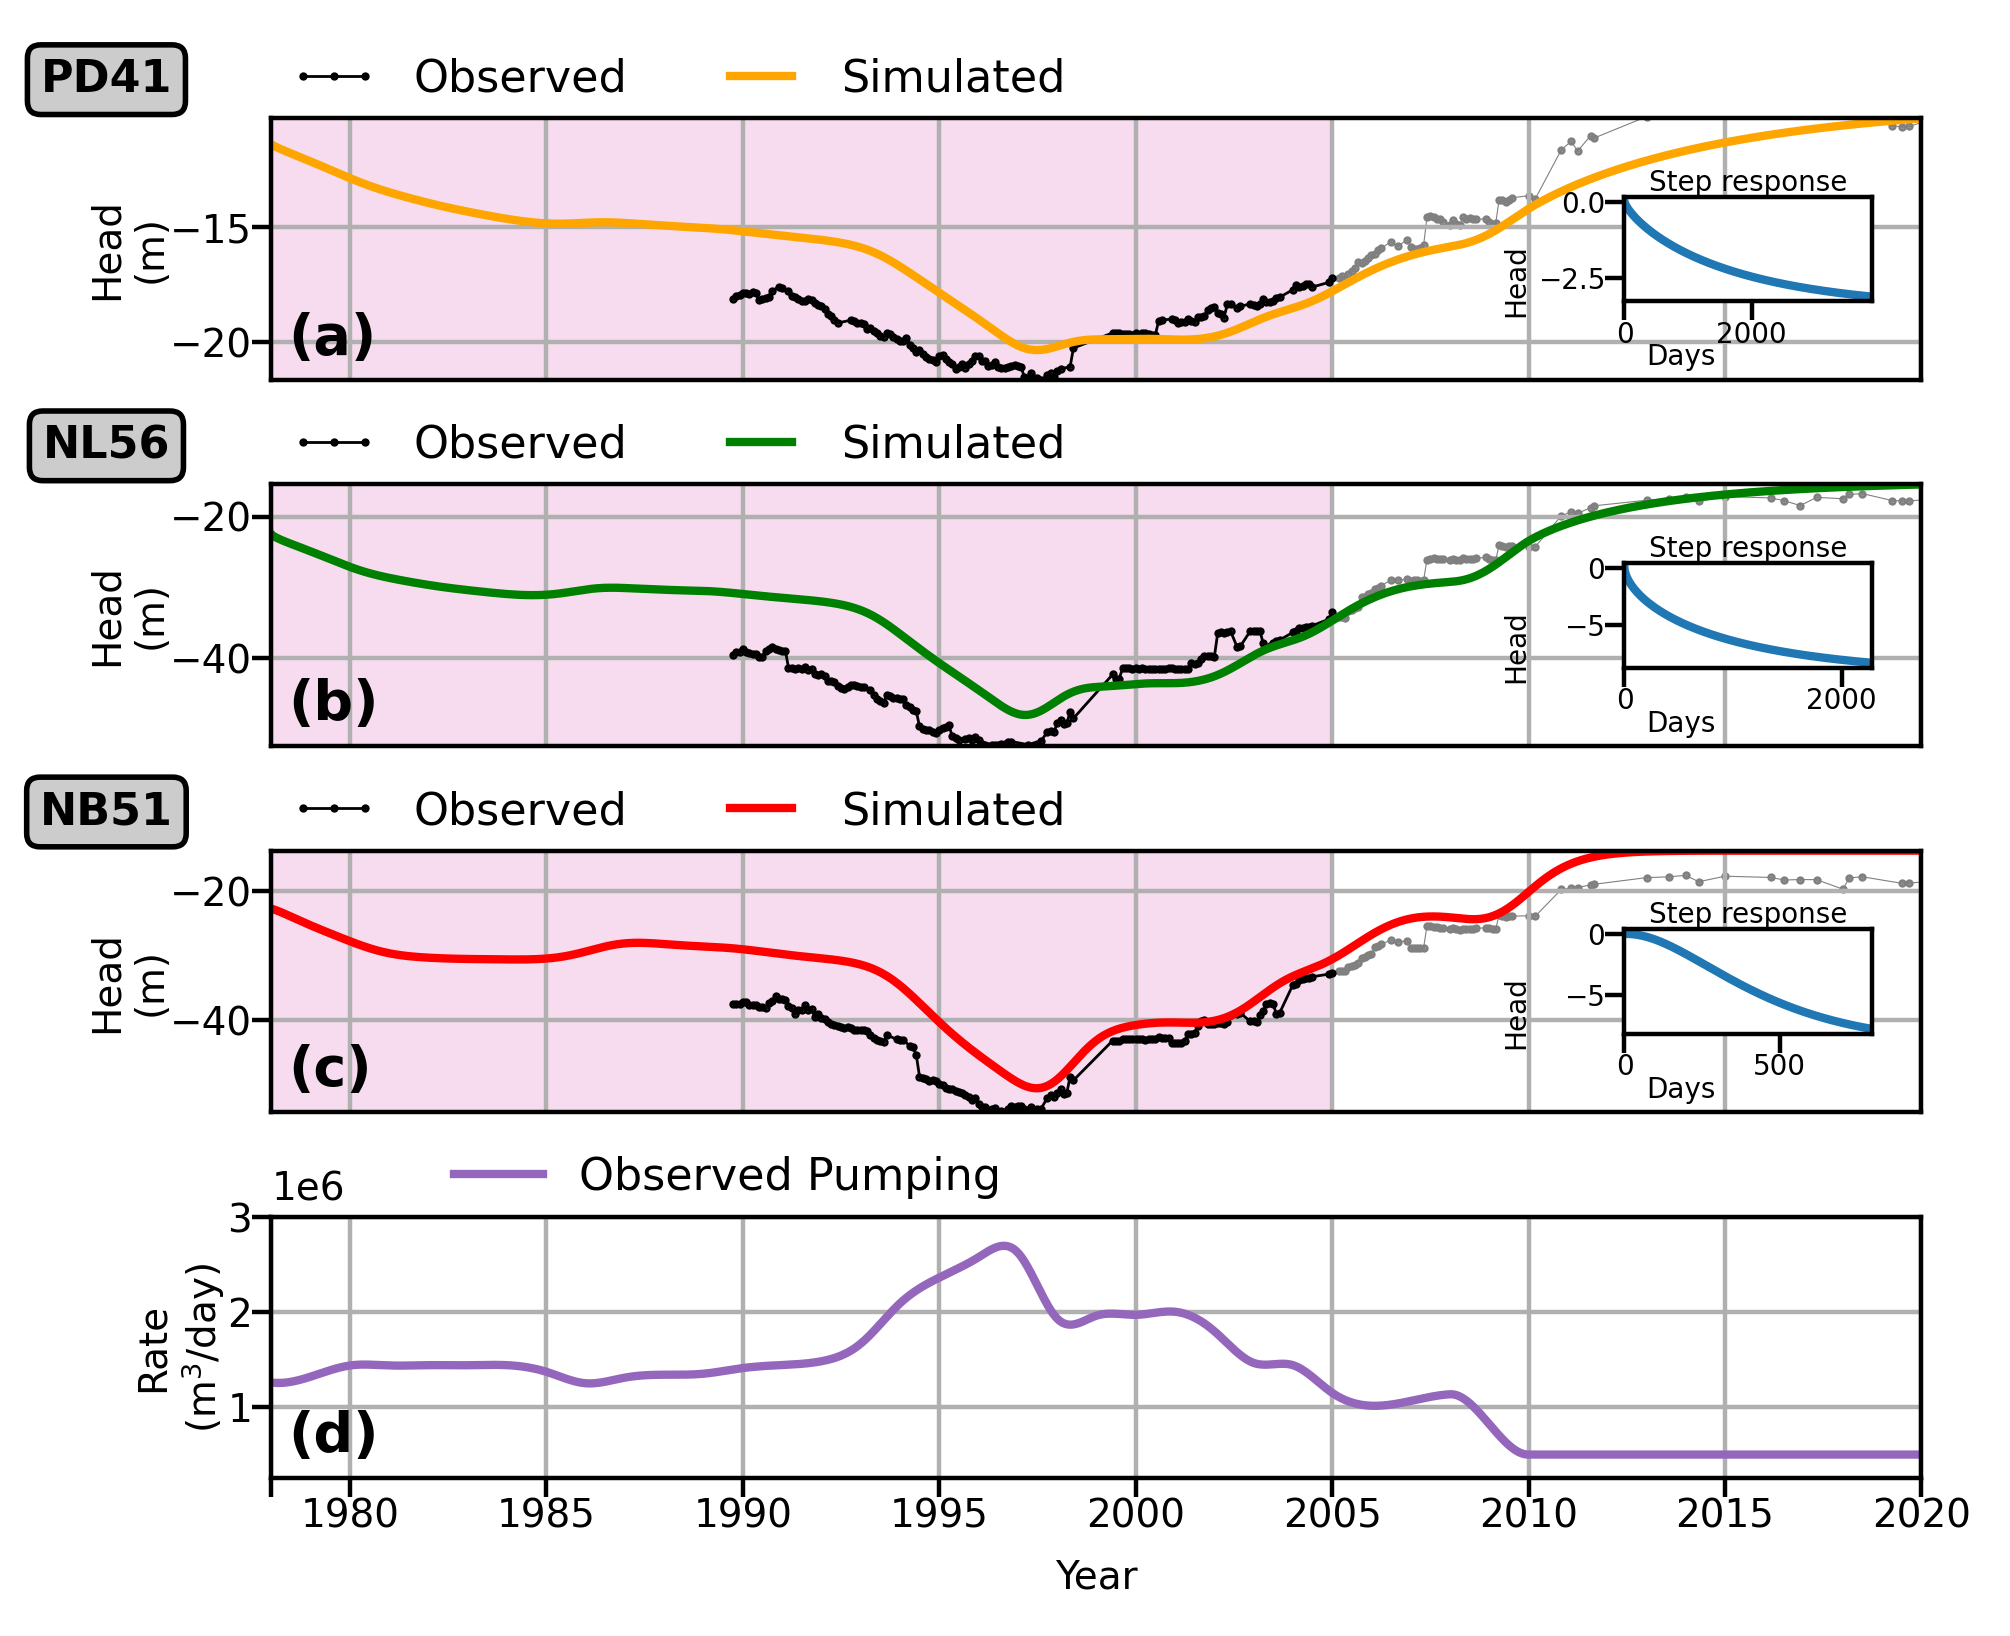 PD41
Observed
Simulated
Head
(m)
−15
−20
(a)
Step response
0.0
−2.5
Head
0
2000
Days
NL56
Observed
Simulated
Head
(m)
−20
−40
(b)
Step response
0
−5
Head
0
2000
Days
NB51
Observed
Simulated
Head
(m)
−20
−40
(c)
Step response
0
−5
Head
0
500
Days
1e6
Observed Pumping
Rate
(m³/day)
3
2
1
(d)
1980 1985 1990 1995 2000 2005 2010 2015 2020
Year